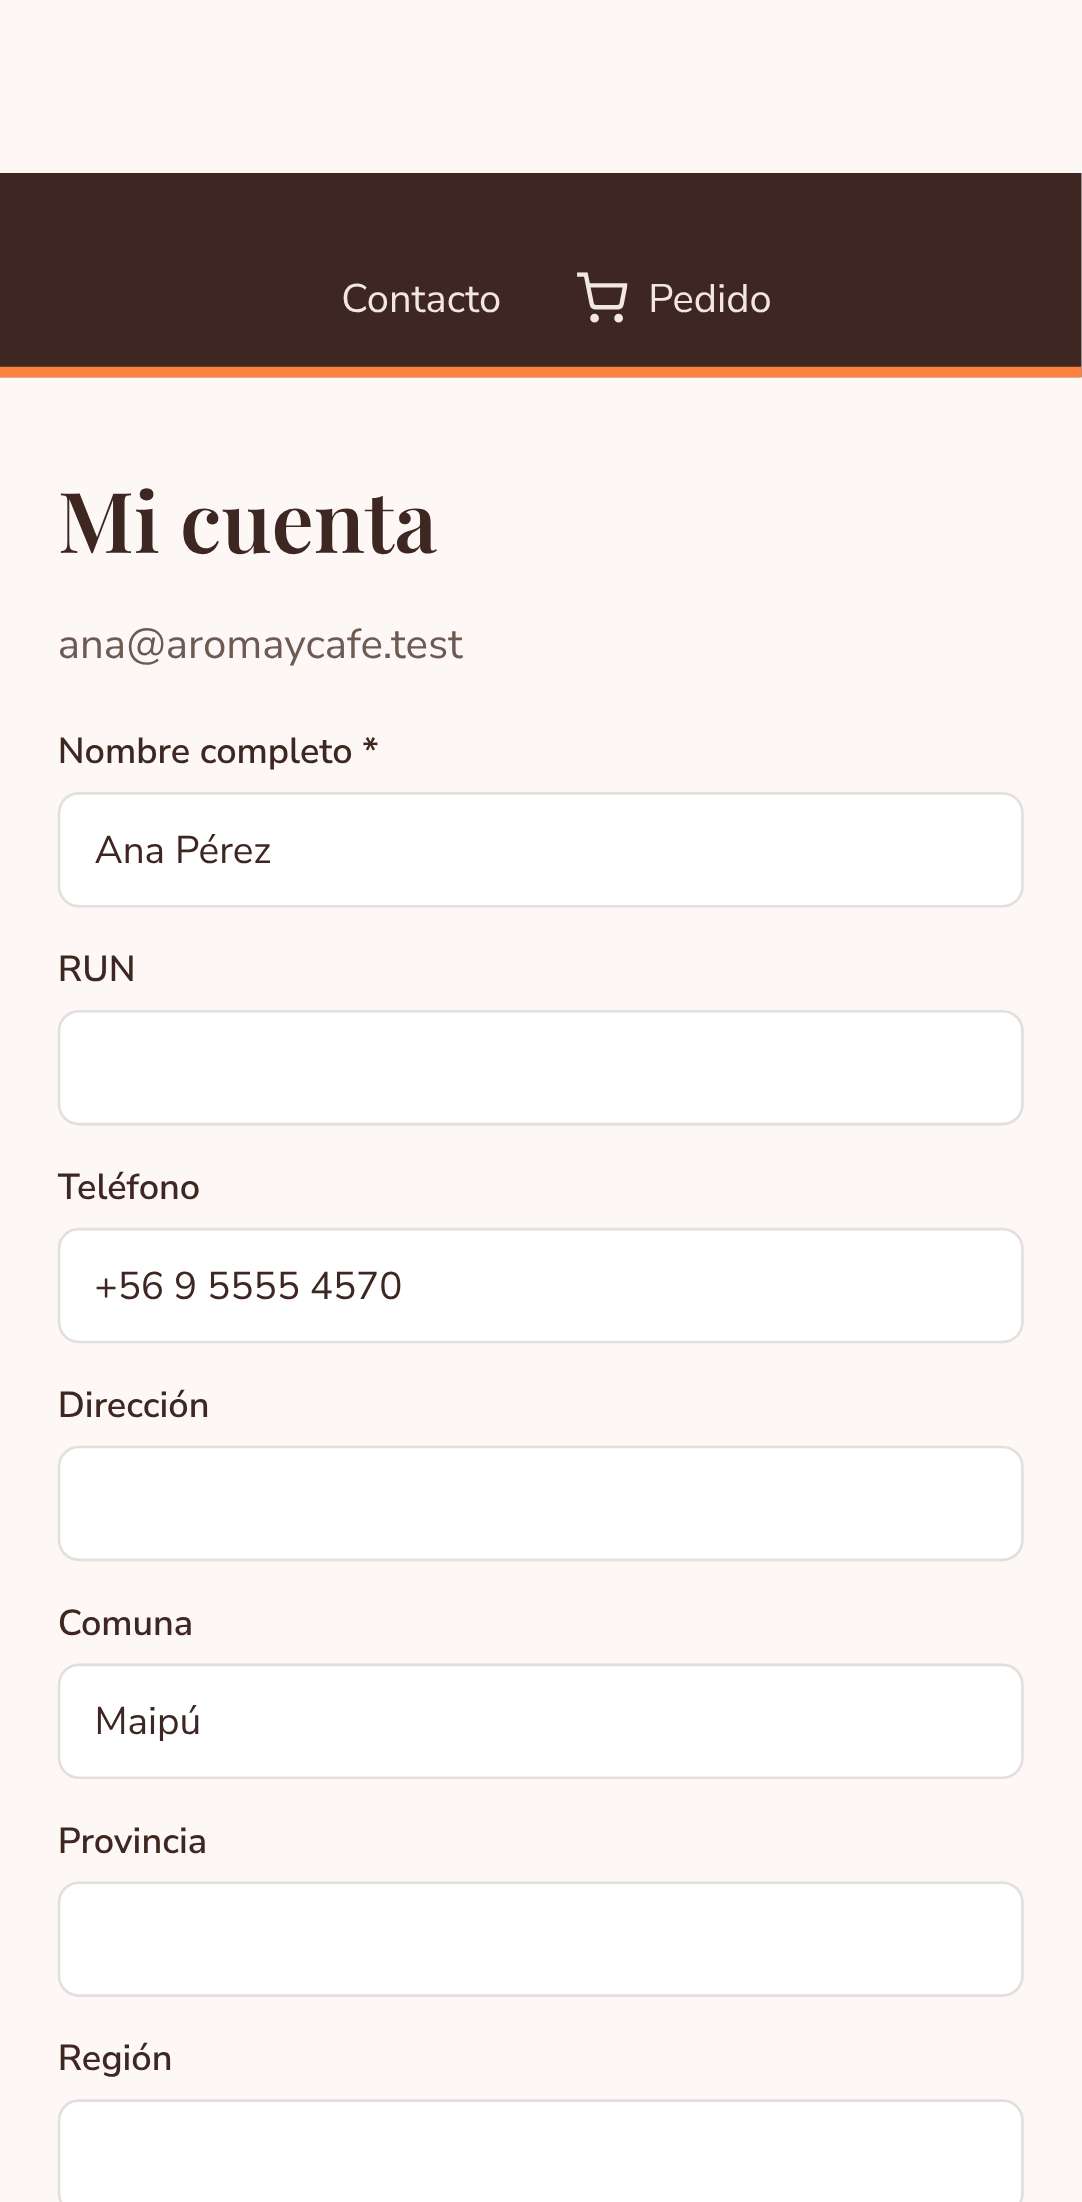 Contacto Pedido
Mi cuenta
ana@aromaycafe.test
Nombre completo *
Ana Pérez
RUN
Teléfono
+56 9 5555 4570
Dirección
Comuna
Maipú
Provincia
Región